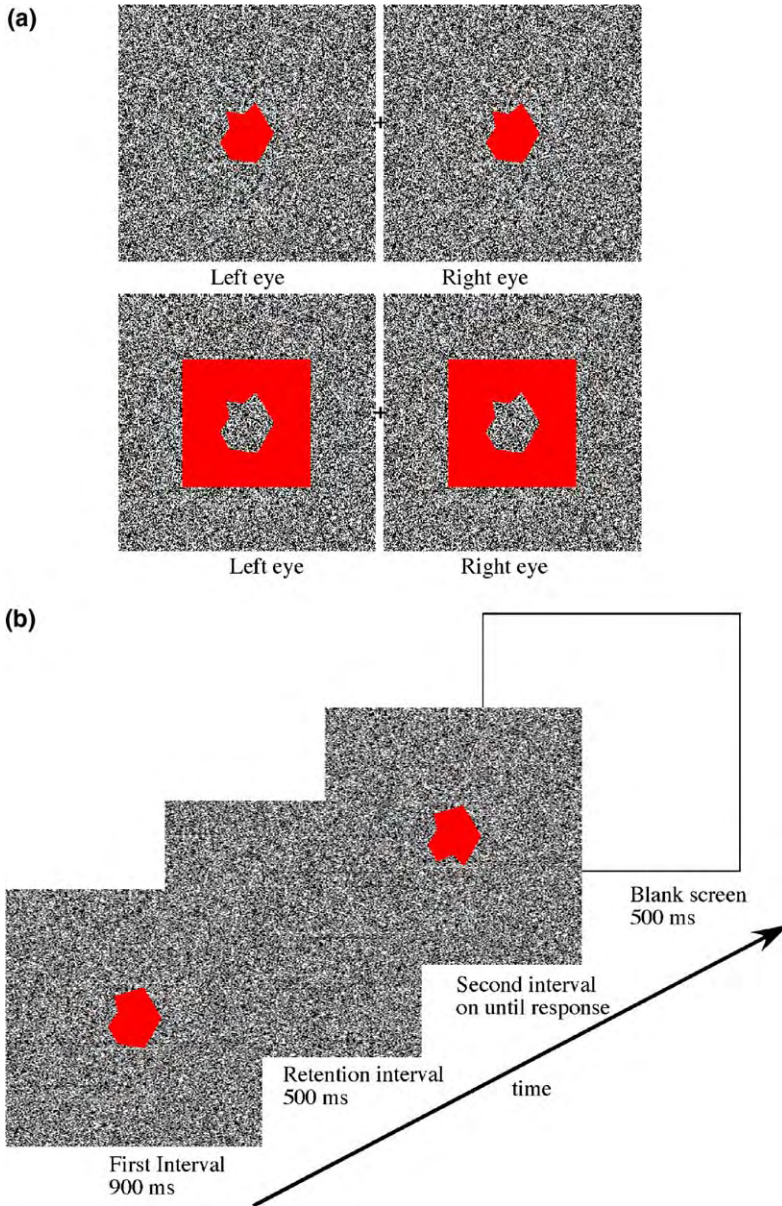 (a)
Left eye
Right eye
Left eye
Right eye
(b)
Blank screen
500 ms
Second interval
on until response
Retention interval
500 ms
time
First Interval
900 ms